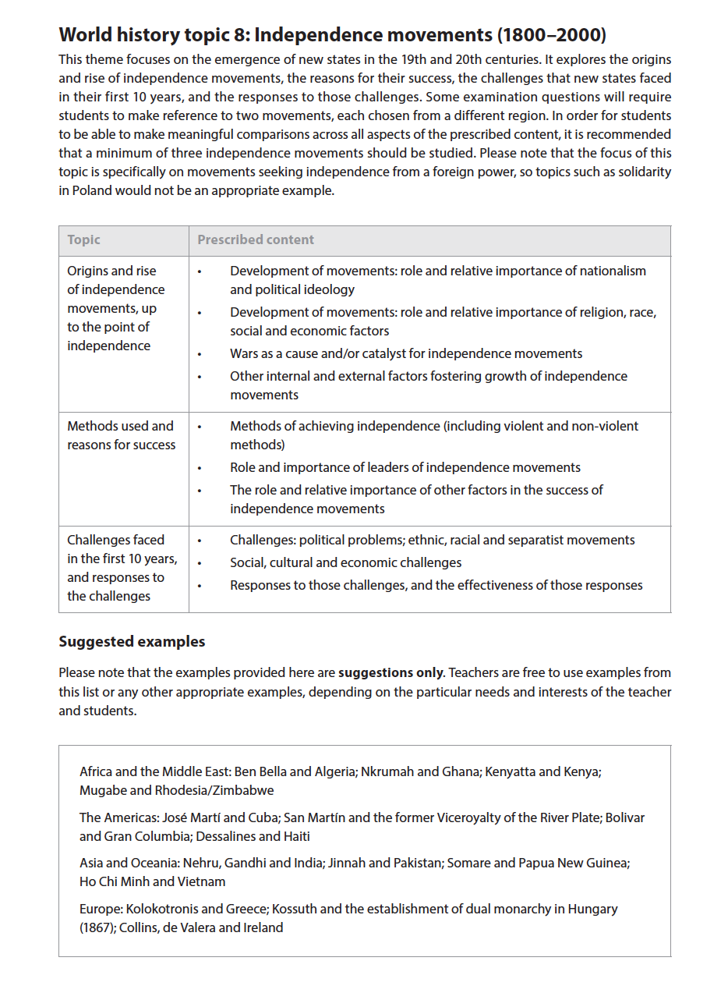 World history topic 8: Independence movements (1800–2000)
This theme focuses on the emergence of new states in the 19th and 20th centuries. It explores the origins
and rise of independence movements, the reasons for their success, the challenges that new states faced
in their first 10 years, and the responses to those challenges. Some examination questions will require
students to make reference to two movements, each chosen from a different region. In order for students
to be able to make meaningful comparisons across all aspects of the prescribed content, it is recommended
that a minimum of three independence movements should be studied. Please note that the focus of this
topic is specifically on movements seeking independence from a foreign power, so topics such as solidarity
in Poland would not be an appropriate example.
Topic
Prescribed content
Origins and rise
of independence
movements, up
to the point of
independence
• Development of movements: role and relative importance of nationalism
and political ideology
• Development of movements: role and relative importance of religion, race,
social and economic factors
• Wars as a cause and/or catalyst for independence movements
• Other internal and external factors fostering growth of independence
movements
Methods used and
reasons for success
• Methods of achieving independence (including violent and non-violent
methods)
• Role and importance of leaders of independence movements
• The role and relative importance of other factors in the success of
independence movements
Challenges faced
in the first 10 years,
and responses to
the challenges
• Challenges: political problems; ethnic, racial and separatist movements
• Social, cultural and economic challenges
• Responses to those challenges, and the effectiveness of those responses
Suggested examples
Please note that the examples provided here are suggestions only. Teachers are free to use examples from
this list or any other appropriate examples, depending on the particular needs and interests of the teacher
and students.
Africa and the Middle East: Ben Bella and Algeria; Nkrumah and Ghana; Kenyatta and Kenya;
Mugabe and Rhodesia/Zimbabwe
The Americas: José Martí and Cuba; San Martín and the former Viceroyalty of the River Plate; Bolivar
and Gran Columbia; Dessalines and Haiti
Asia and Oceania: Nehru, Gandhi and India; Jinnah and Pakistan; Somare and Papua New Guinea;
Ho Chi Minh and Vietnam
Europe: Kolokotronis and Greece; Kossuth and the establishment of dual monarchy in Hungary
(1867); Collins, de Valera and Ireland